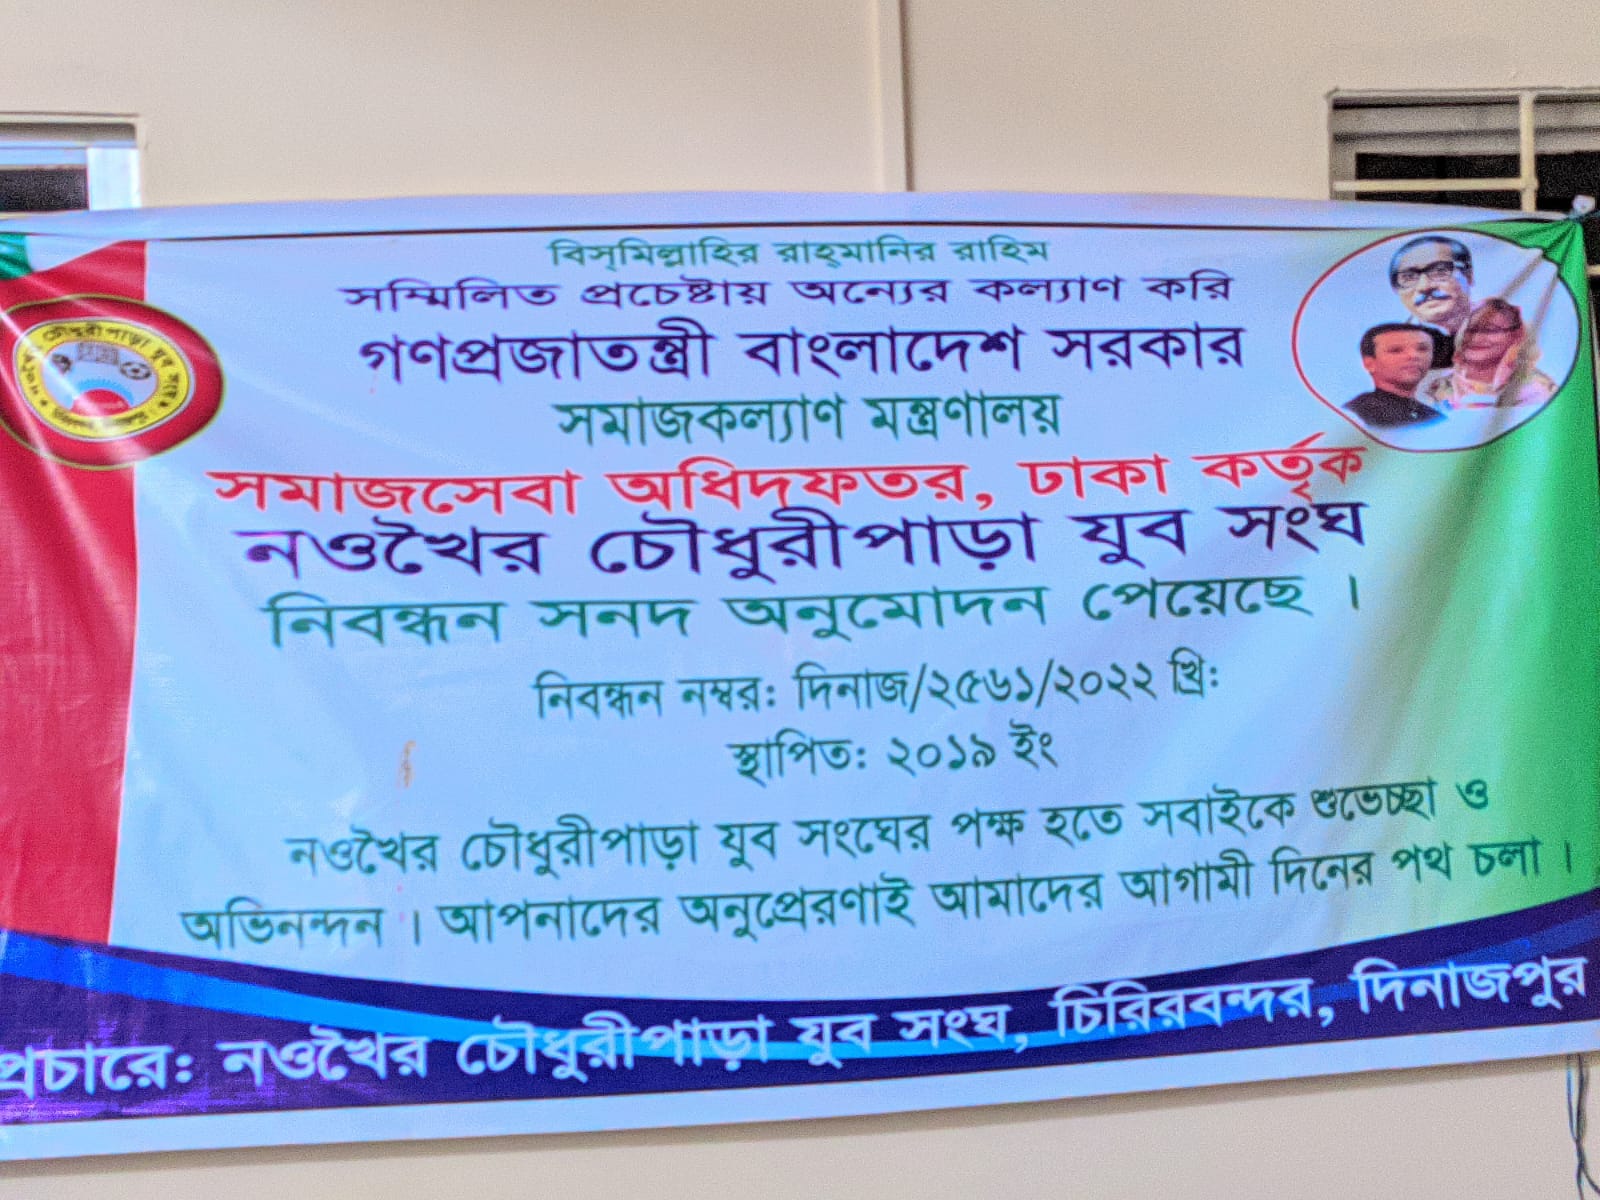 বিস্‌মিল্লাহির রাহ্‌মানির রাহিম
সম্মিলিত প্রচেষ্টায় অন্যের কল্যাণ করি
গণপ্রজাতন্ত্রী বাংলাদেশ সরকার
সমাজকল্যাণ মন্ত্রণালয়
সমাজসেবা অধিদফতর, ঢাকা কর্তৃক
নওখৈর চৌধুরীপাড়া যুব সংঘ
নিবন্ধন সনদ অনুমোদন পেয়েছে ।
নিবন্ধন নম্বর: দিনাজ/২৫৬১/২০২২ খ্রি:
স্থাপিত: ২০১৯ ইং
নওখৈর চৌধুরীপাড়া যুব সংঘের পক্ষ হতে সবাইকে শুভেচ্ছা ও
অভিনন্দন । আপনাদের অনুপ্রেরণাই আমাদের আগামী দিনের পথ চলা ।
প্রচারে: নওখৈর চৌধুরীপাড়া যুব সংঘ, চিরিরবন্দর, দিনাজপুর
চৌধুরীপাড়া যুব সংঘ